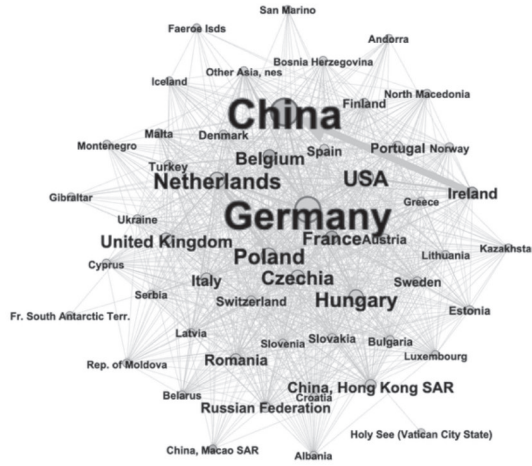 San Marino
Faeroe Isds
Andorra
Bosnia Herzegovina
Other Asia, nes
Iceland
North Macedonia
China
Finland
Malta
Denmark
Montenegro
Belgium
Spain
Portugal
Norway
Turkey
Netherlands
USA
Ireland
Gibraltar
Greece
Germany
Ukraine
United Kingdom
France
Austria
Kazakhsta
Poland
Lithuania
Cyprus
Italy
Czechia
Sweden
Serbia
Switzerland
Hungary
Estonia
Fr. South Antarctic Terr.
Latvia
Slovenia
Slovakia
Bulgaria
Luxembourg
Rep. of Moldova
Romania
China, Hong Kong SAR
Belarus
Croatia
Russian Federation
Holy See (Vatican City State)
China, Macao SAR
Albania